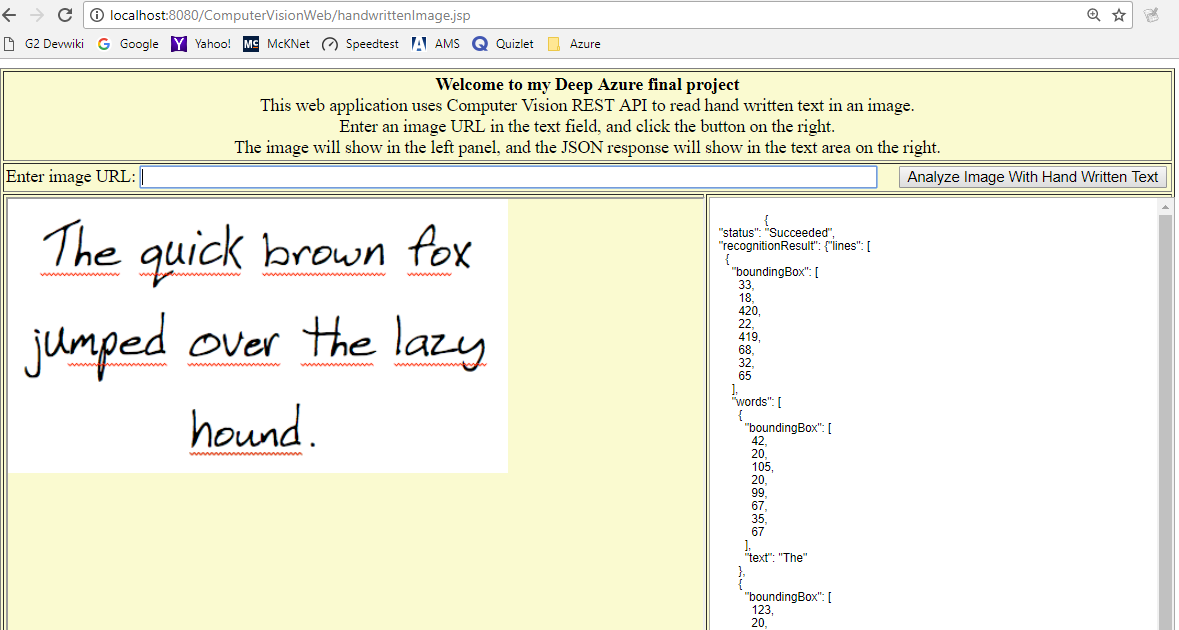 localhost:8080/ComputerVisionWeb/handwrittenImage.jsp
G2 Devwiki Google Yahoo! McKNet Speedtest AMS Quizlet Azure
Welcome to my Deep Azure final project
This web application uses Computer Vision REST API to read hand written text in an image.
Enter an image URL in the text field, and click the button on the right.
The image will show in the left panel, and the JSON response will show in the text area on the right.
Enter image URL: Analyze Image With Hand Written Text
The quick brown fox
jumped over the lazy
hound.
{
"status": "Succeeded",
"recognitionResult": {"lines": [
{
"boundingBox": [
33,
18,
420,
22,
419,
68,
32,
65
],
"words": [
{
"boundingBox": [
42,
20,
105,
20,
99,
67,
35,
67
],
"text": "The"
},
{
"boundingBox": [
123,
20,